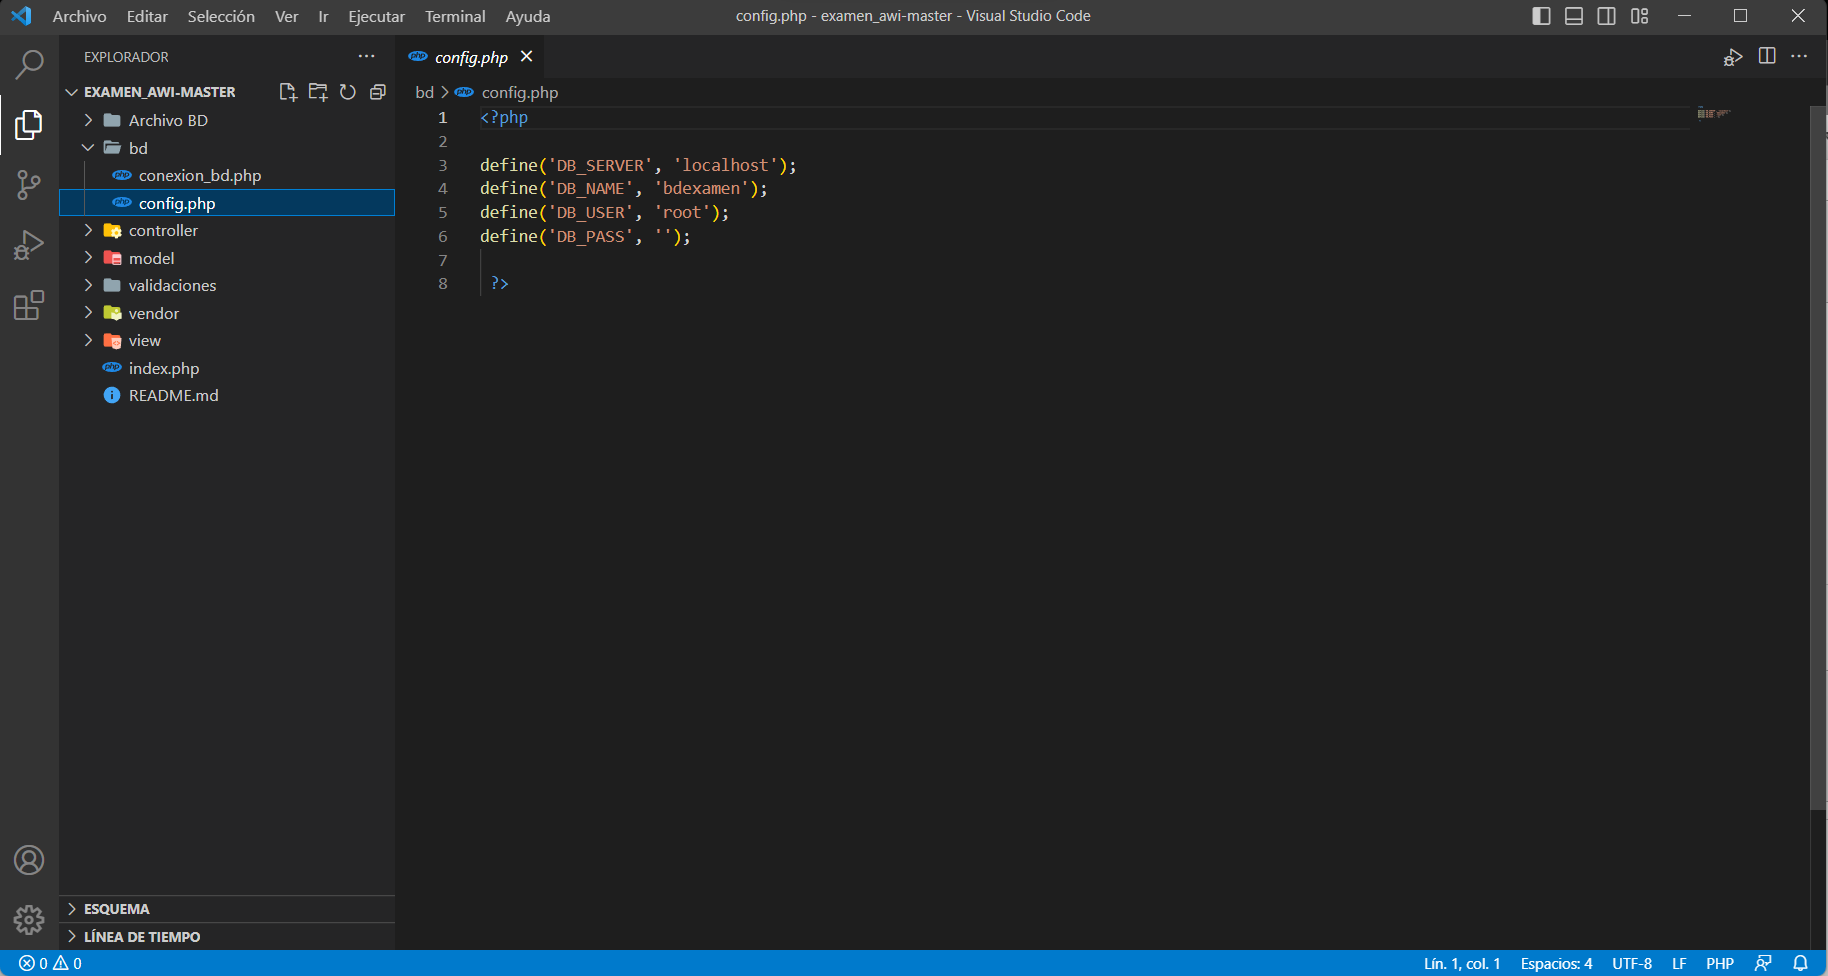 Archivo Editar Selección Ver Ir Ejecutar Terminal Ayuda
config.php - examen_awi-master - Visual Studio Code
EXPLORADOR
EXAMEN_AWI-MASTER
Archivo BD
bd
conexion_bd.php
config.php
controller
model
validaciones
vendor
view
index.php
README.md
ESQUEMA
LÍNEA DE TIEMPO
config.php
bd > config.php
1 <?php
2
3 define('DB_SERVER', 'localhost');
4 define('DB_NAME', 'bdexamen');
5 define('DB_USER', 'root');
6 define('DB_PASS', '');
7
8 ?>
0 0
Lín. 1, col. 1 Espacios: 4 UTF-8 LF PHP